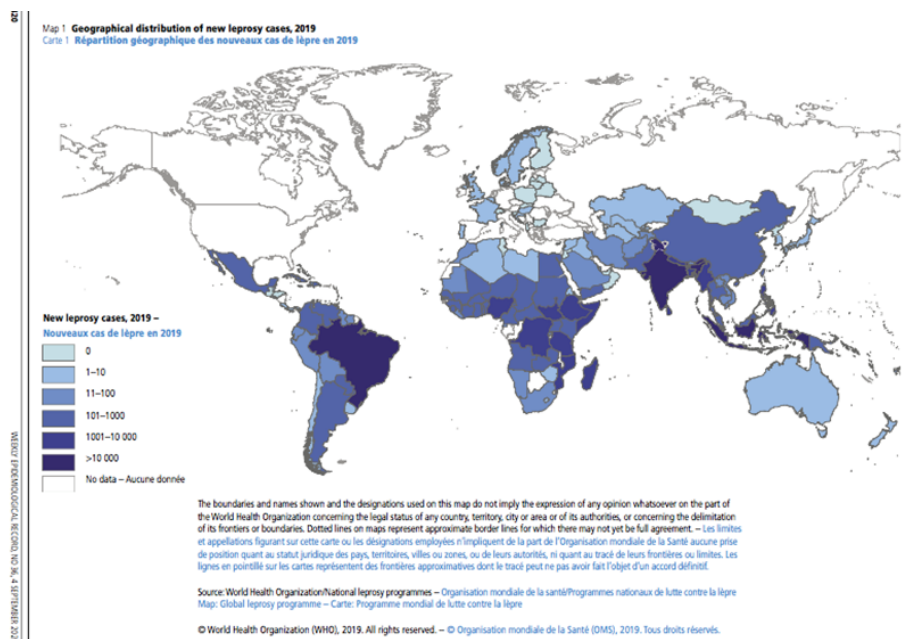 Map 1 Geographical distribution of new leprosy cases, 2019
Carte 1 Répartition géographique des nouveaux cas de lèpre en 2019
New leprosy cases, 2019 –
Nouveaux cas de lèpre en 2019
0
1–10
11–100
101–1000
1001–10 000
>10 000
No data – Aucune donnée
The boundaries and names shown and the designations used on this map do not imply the expression of any opinion whatsoever on the part of
the World Health Organization concerning the legal status of any country, territory, city or area or of its authorities, or concerning the delimitation
of its frontiers or boundaries. Dotted lines on maps represent approximate border lines for which there may not yet be full agreement. – Les limites
et appellations figurant sur cette carte ou les désignations employées n'impliquent de la part de l'Organisation mondiale de la Santé aucune prise
de position quant au statut juridique des pays, territoires, villes ou zones, ou de leurs autorités, ni quant au tracé de leurs frontières ou limites. Les
lignes en pointillé sur les cartes représentent des frontières approximatives dont le tracé peut ne pas avoir fait l'objet d'un accord définitif.
Source: World Health Organization/National leprosy programmes – Organisation mondiale de la santé/Programmes nationaux de lutte contre la lèpre
Map: Global leprosy programme – Carte: Programme mondial de lutte contre la lèpre
© World Health Organization (WHO), 2019. All rights reserved. – © Organisation mondiale de la Santé (OMS), 2019. Tous droits réservés.
WEEKLY EPIDEMIOLOGICAL RECORD, NO 36, 4 SEPTEMBER